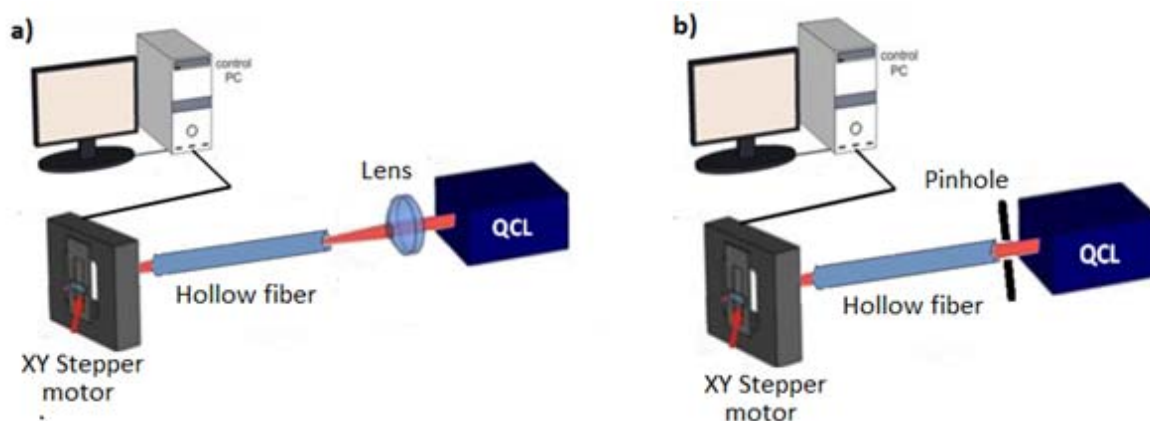 a)
control
PC
Lens
QCL
Hollow fiber
XY Stepper
motor
b)
control
PC
Pinhole
QCL
Hollow fiber
XY Stepper
motor